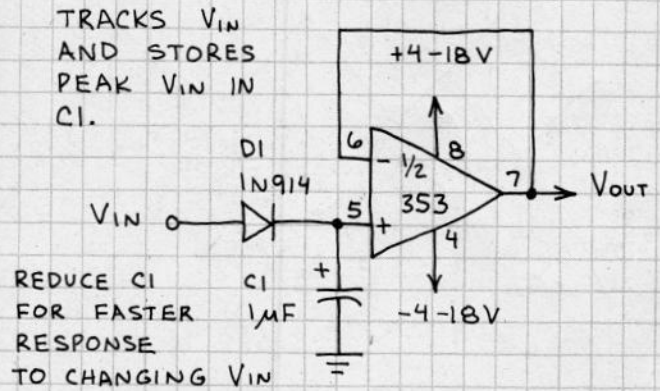 TRACKS VIN
AND STORES
PEAK VIN IN
C1.
+4-18V
D1
1N914
6
-
1/2
8
353
7
VOUT
VIN
5
+
4
+
C1
1µF
-4-18V
REDUCE C1
FOR FASTER
RESPONSE
TO CHANGING VIN